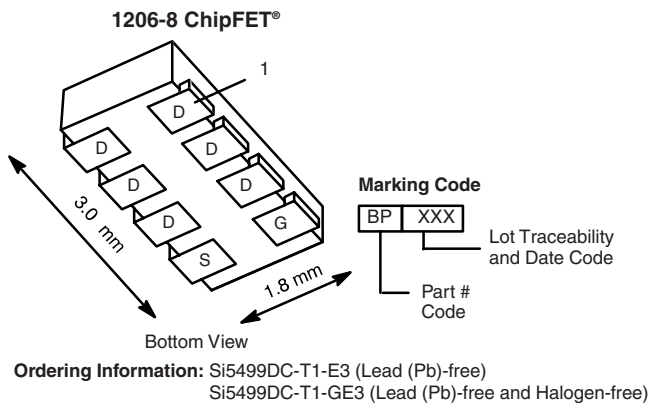 1206-8 ChipFET®
1
D
D
D
D
D
D
G
S
3.0 mm
1.8 mm
Bottom View
Marking Code
BP XXX
Lot Traceability
and Date Code
Part #
Code
Ordering Information: Si5499DC-T1-E3 (Lead (Pb)-free)
Si5499DC-T1-GE3 (Lead (Pb)-free and Halogen-free)